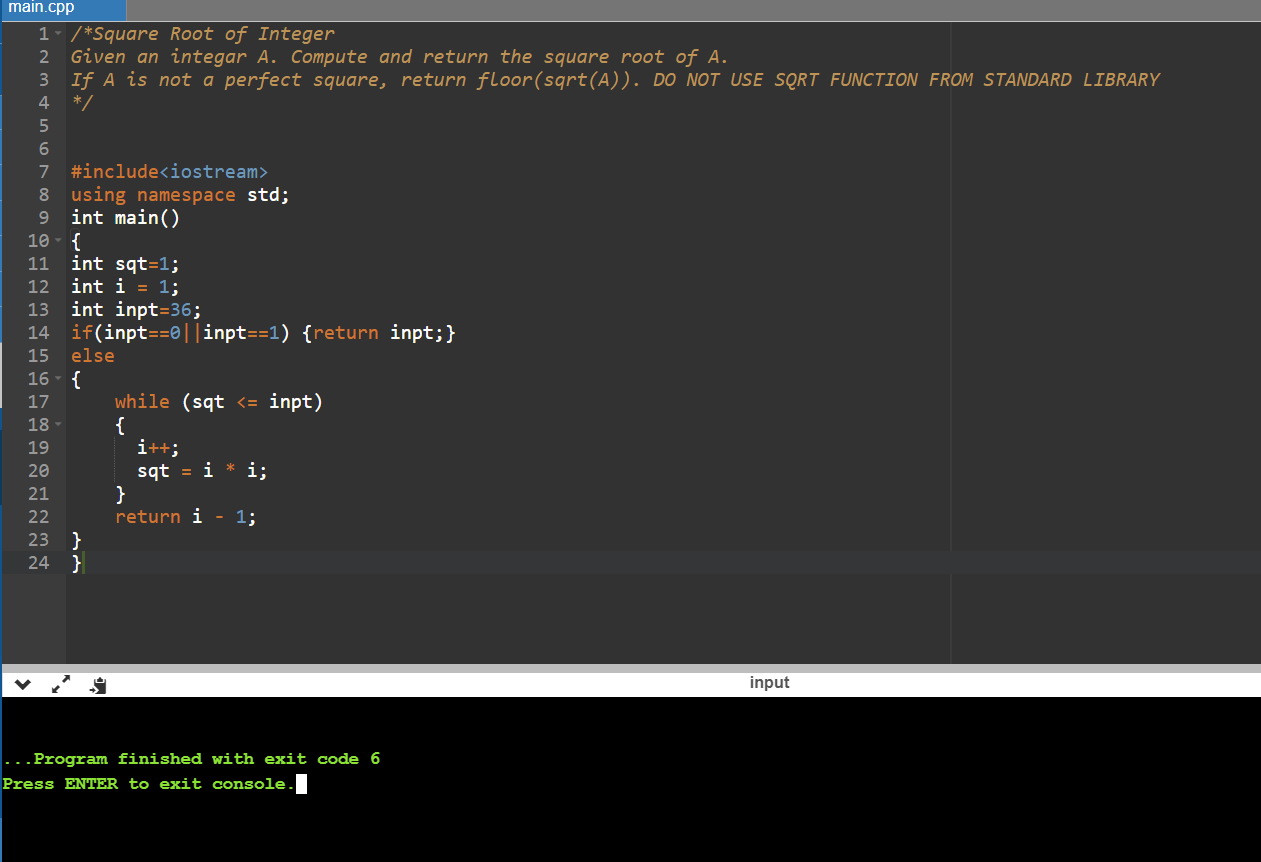 main.cpp
1 /*Square Root of Integer
2 Given an integar A. Compute and return the square root of A.
3 If A is not a perfect square, return floor(sqrt(A)). DO NOT USE SQRT FUNCTION FROM STANDARD LIBRARY
4 */
5
6
7 #include<iostream>
8 using namespace std;
9 int main()
10 {
11 int sqt=1;
12 int i = 1;
13 int inpt=36;
14 if(inpt==0||inpt==1) {return inpt;}
15 else
16 {
17     while (sqt <= inpt)
18     {
19       i++;
20       sqt = i * i;
21     }
22     return i - 1;
23 }
24 }
input
...Program finished with exit code 6
Press ENTER to exit console.